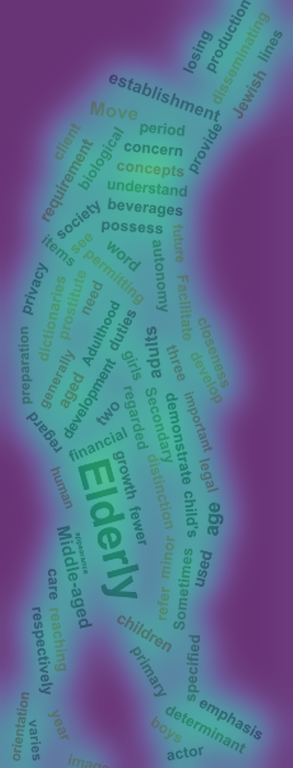 losing
production
disseminating
Jewish
lines
establishment
Move
period
provide
client
requirement
biological
concern
concepts
understand
society
beverages
possess
items
see
word
permitting
autonomy
future
privacy
dictionaries
prostitute
need
Facilitate
closeness
preparation
generally
aged
Adulthood
duties
adults
three
develop
development
girls
regard
two
regarded
Secondary
demonstrate
important
financial
human
Elderly
growth
fewer
distinction
child's
legal
age
appearance
Middle-aged
minor
refer
Sometimes
used
care
respectively
reaching
children
primary
specified
orientation
varies
year
boys
emphasis
determinant
actor